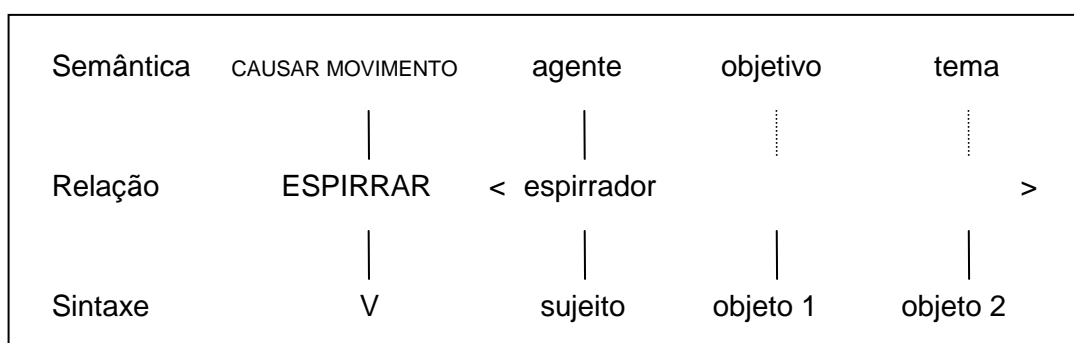 Semântica CAUSAR MOVIMENTO agente objetivo tema
Relação ESPIRRAR < espirrador >
Sintaxe V sujeito objeto 1 objeto 2